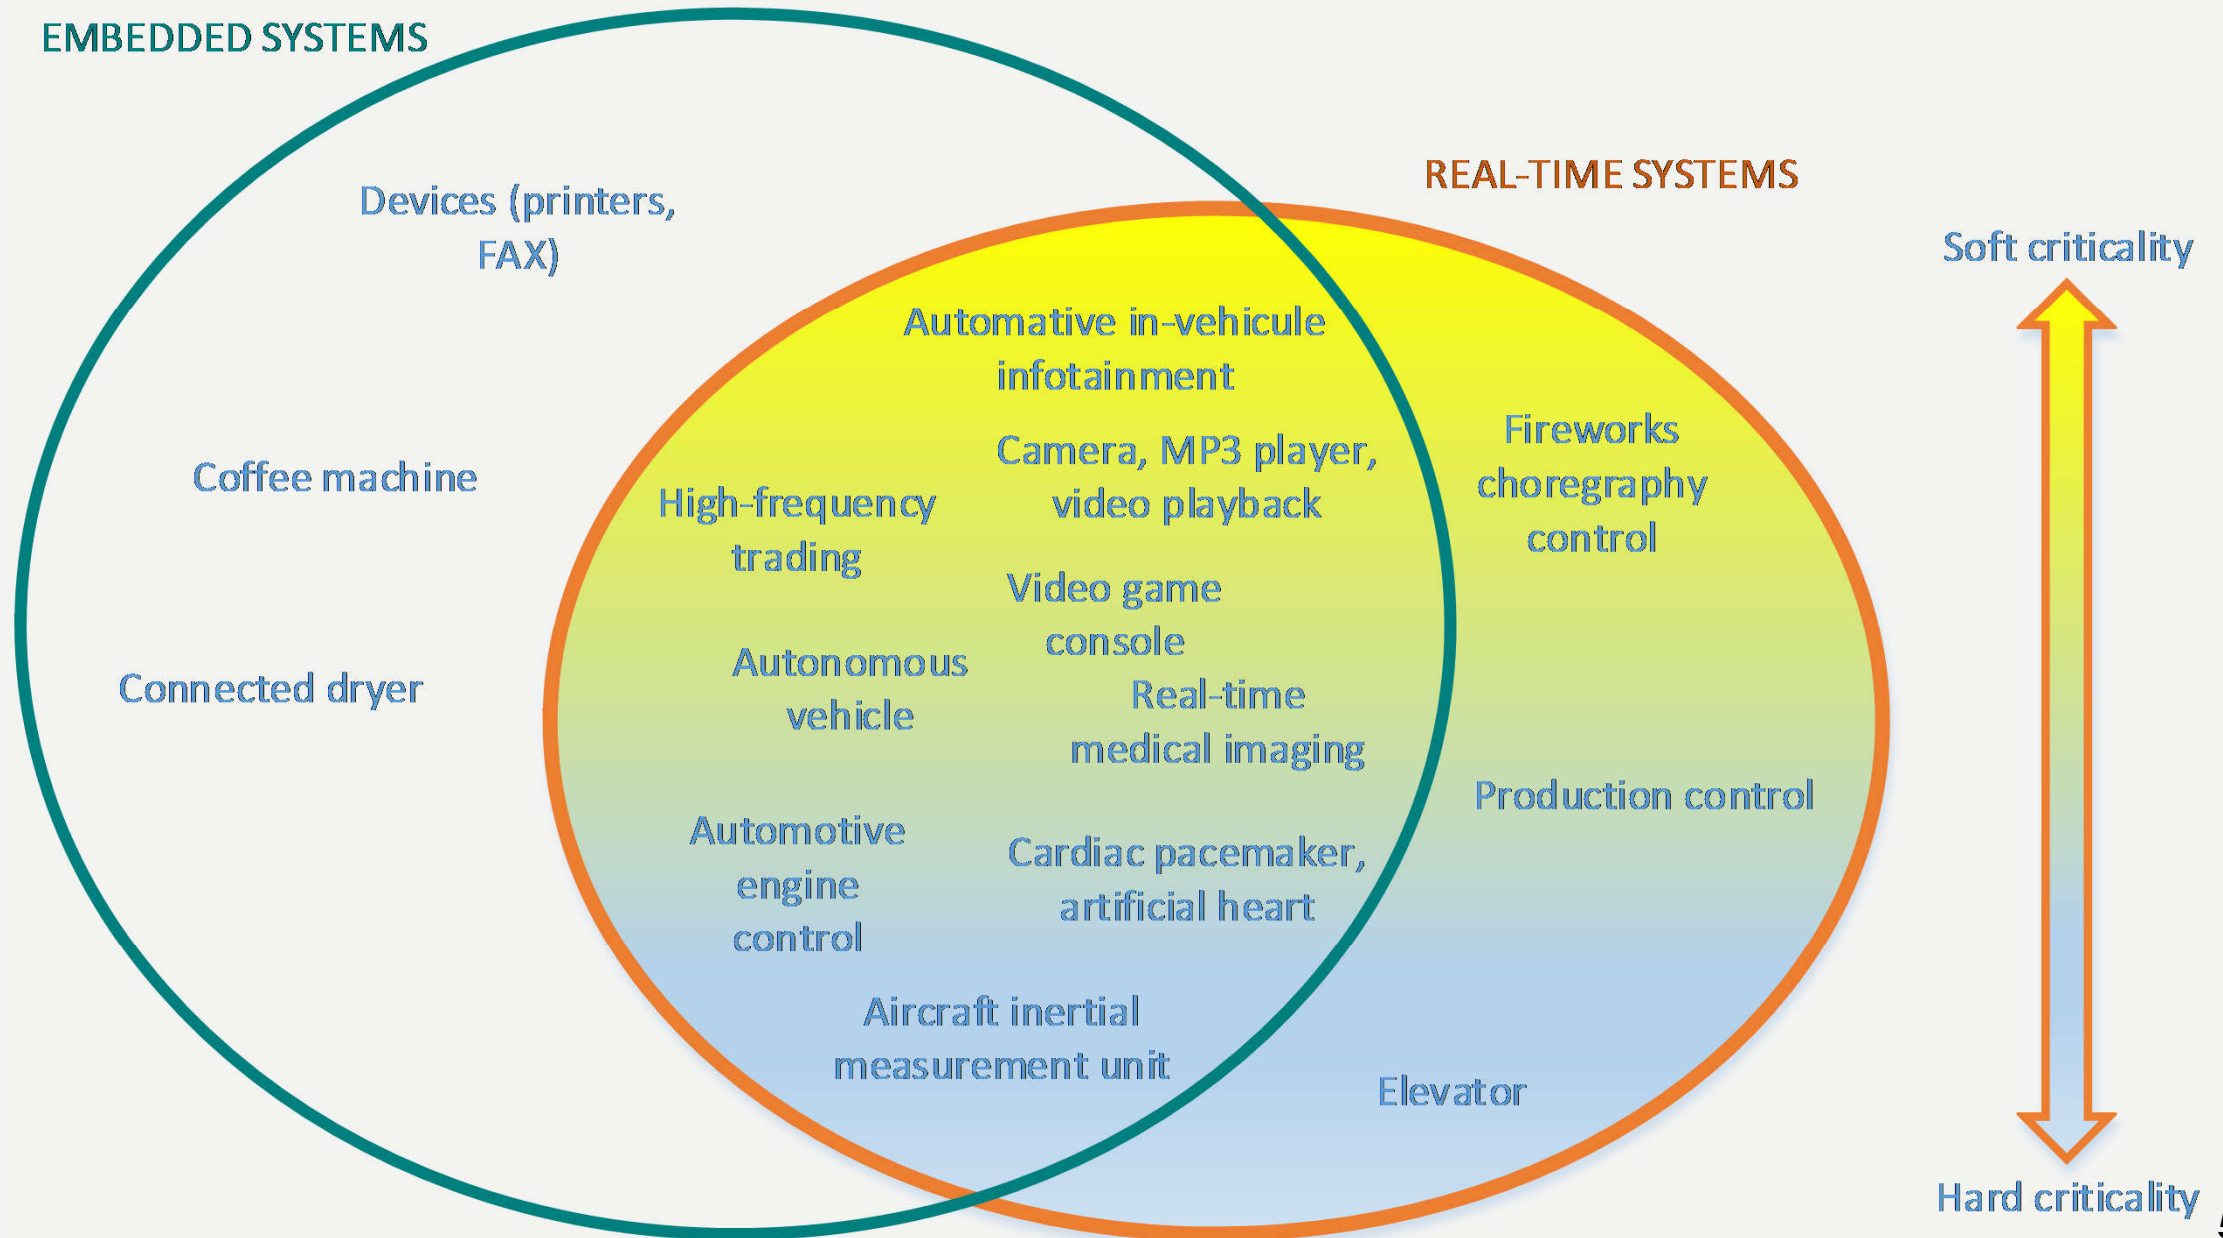 EMBEDDED SYSTEMS
REAL-TIME SYSTEMS
Devices (printers,
FAX)
Soft criticality
Automative in-vehicule
infotainment
Camera, MP3 player,
video playback
Fireworks
choregraphy
control
Coffee machine
High-frequency
trading
Video game
console
Connected dryer
Autonomous
vehicle
Real-time
medical imaging
Production control
Automotive
engine
control
Cardiac pacemaker,
artificial heart
Aircraft inertial
measurement unit
Elevator
Hard criticality